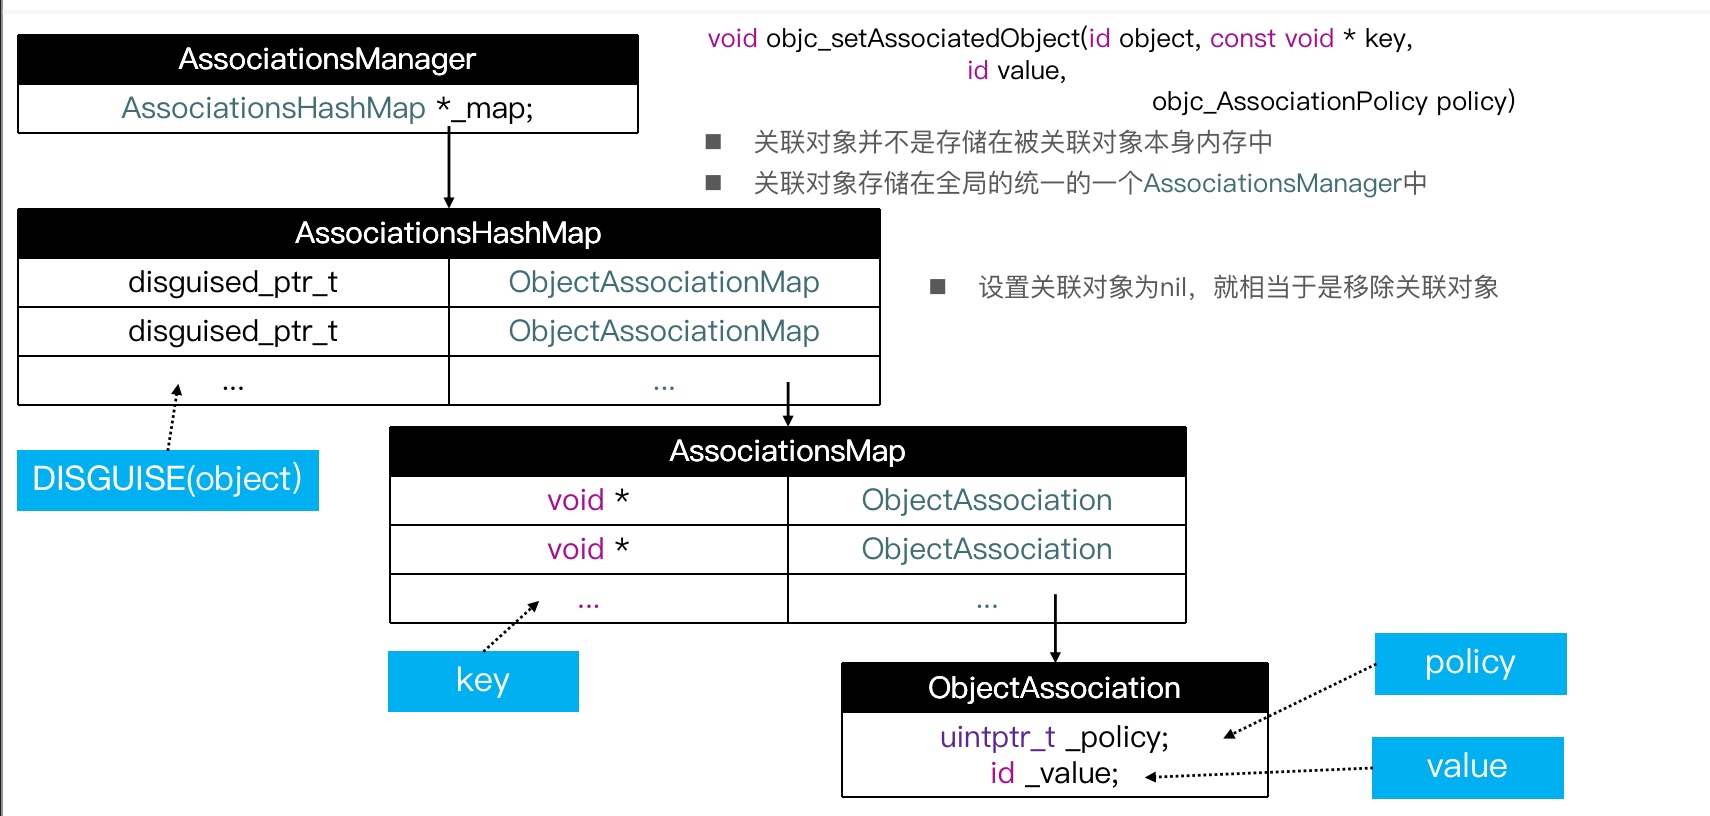 AssociationsManager
AssociationsHashMap *_map;
void objc_setAssociatedObject(id object, const void * key,
id value,
objc_AssociationPolicy policy)
■ 关联对象并不是存储在被关联对象本身内存中
■ 关联对象存储在全局的统一的一个AssociationsManager中
AssociationsHashMap
disguised_ptr_t ObjectAssociationMap
disguised_ptr_t ObjectAssociationMap
... ...
■ 设置关联对象为nil，就相当于是移除关联对象
DISGUISE(object)
AssociationsMap
void * ObjectAssociation
void * ObjectAssociation
... ...
key
ObjectAssociation
uintptr_t _policy;
id _value;
policy
value